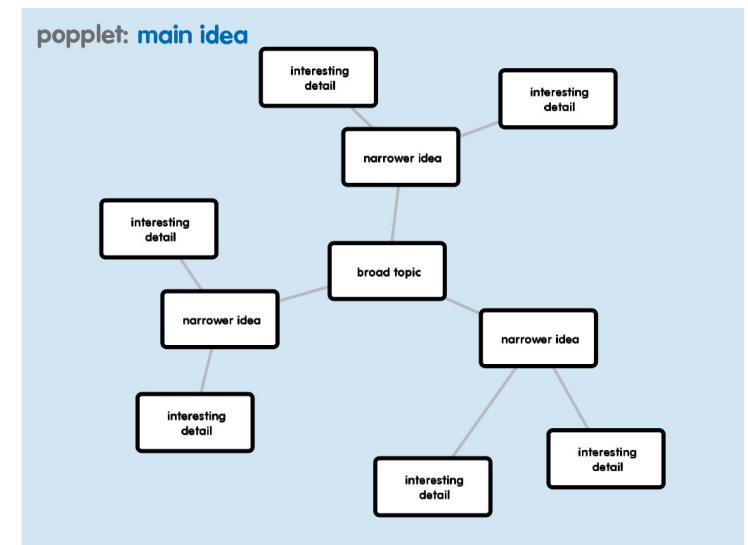 popplet: main idea
interesting
detail
interesting
detail
narrower idea
interesting
detail
broad topic
narrower idea
narrower idea
interesting
detail
interesting
detail
interesting
detail